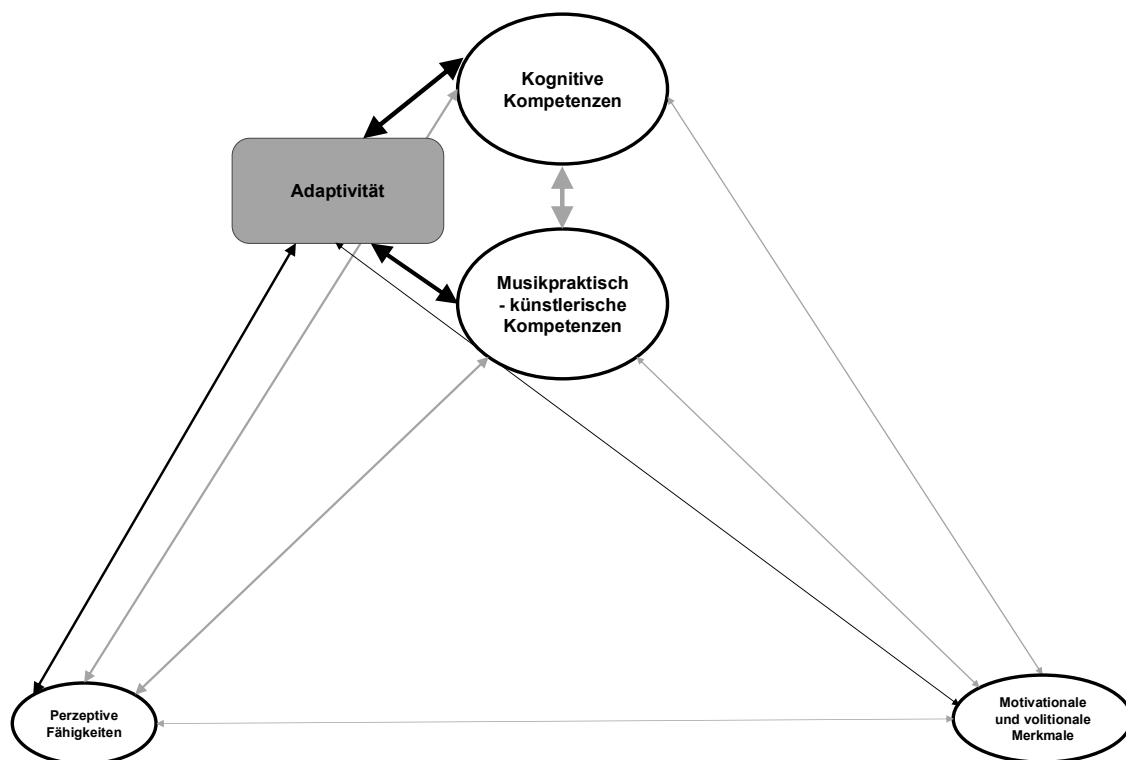 Kognitive
Kompetenzen
Adaptivität
Musikpraktisch
- künstlerische
Kompetenzen
Perzeptive
Fähigkeiten
Motivationale
und volitionale
Merkmale